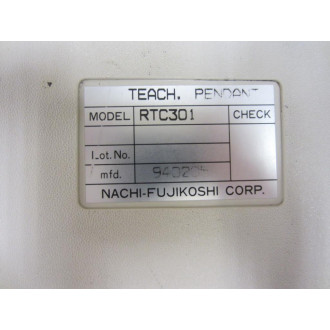 TEACH. PENDANT
MODEL RTC301 CHECK
Lot.No.
mfd.
NACHI-FUJIKOSHI CORP.